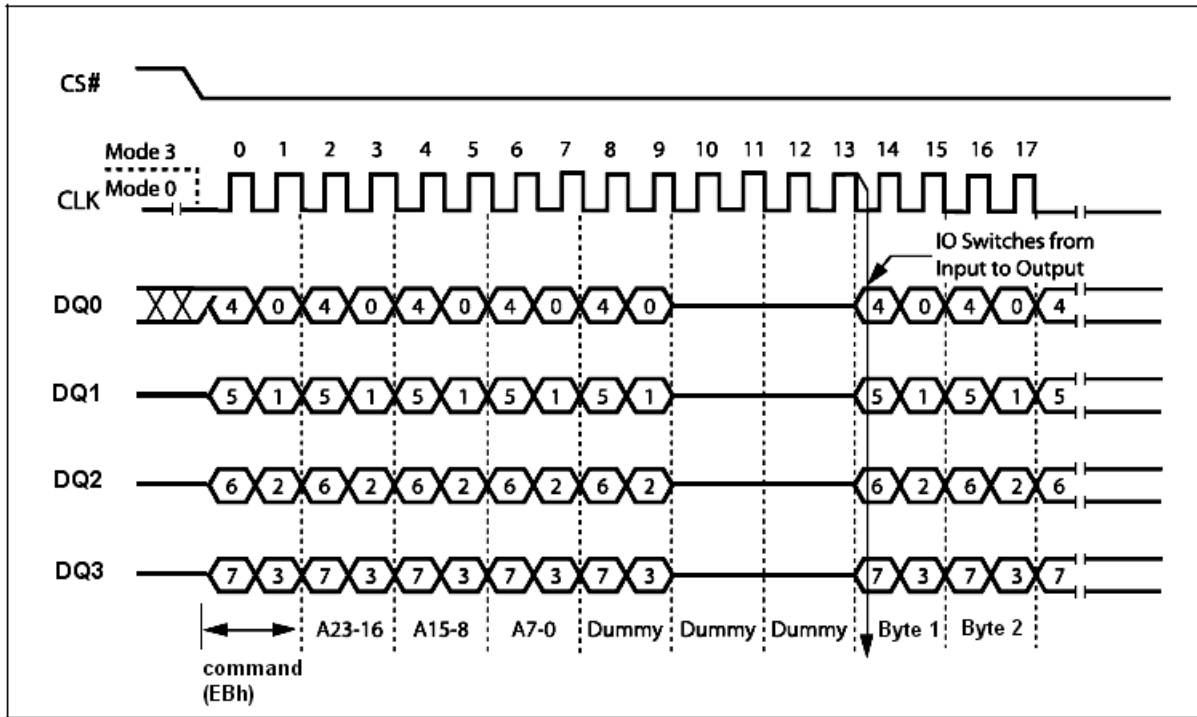 CS#
Mode 3
0 1 2 3 4 5 6 7 8 9 10 11 12 13 14 15 16 17
Mode 0
CLK
IO Switches from
Input to Output
DQ0
4 0 4 0 4 0 4 0 4 0 4 0 4 0 4
DQ1
5 1 5 1 5 1 5 1 5 1 5 1 5 1 5
DQ2
6 2 6 2 6 2 6 2 6 2 6 2 6 2 6
DQ3
7 3 7 3 7 3 7 3 7 3 7 3 7 3 7
A23-16 A15-8 A7-0 Dummy Dummy Dummy Byte 1 Byte 2
command
(EBh)